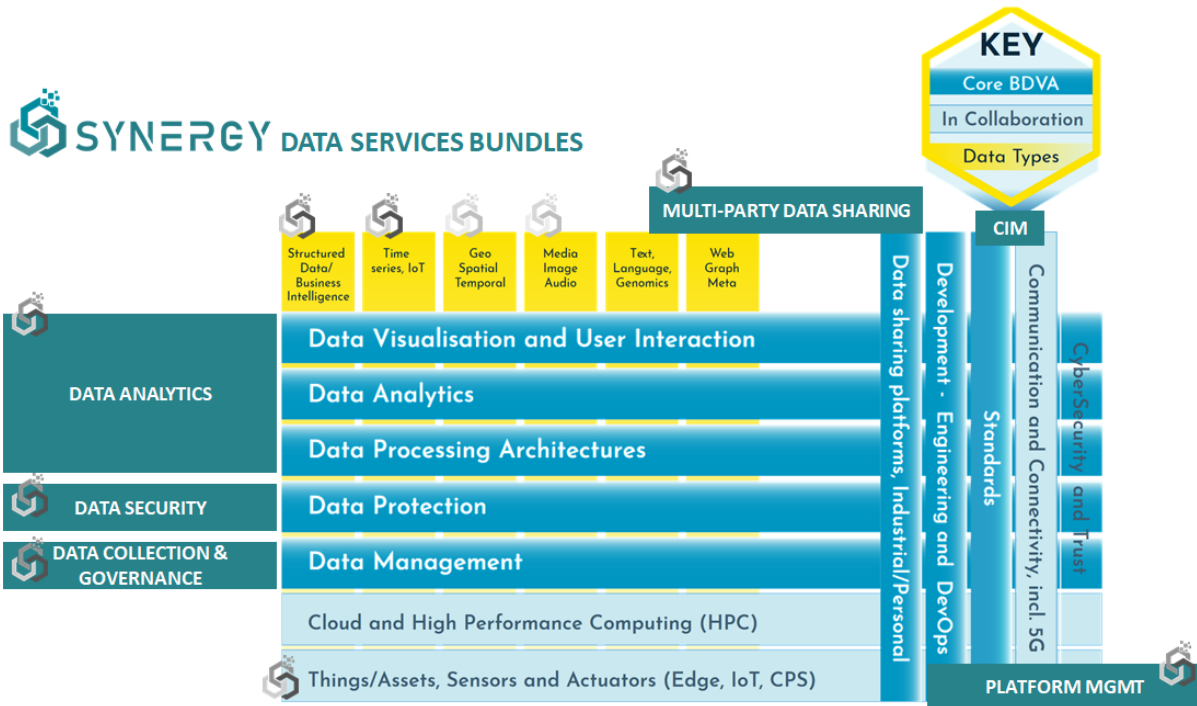 KEY
Core BDVA
In Collaboration
Data Types
SYNERGY DATA SERVICES BUNDLES
MULTI-PARTY DATA SHARING
CIM
Structured
Data/
Business
Intelligence
Time
series, IoT
Geo
Spatial
Temporal
Media
Image
Audio
Text,
Language,
Genomics
Web
Graph
Meta
DATA ANALYTICS
Data Visualisation and User Interaction
Data Analytics
Data Processing Architectures
DATA SECURITY
Data Protection
DATA COLLECTION &
GOVERNANCE
Data Management
Cloud and High Performance Computing (HPC)
Things/Assets, Sensors and Actuators (Edge, IoT, CPS)
Data sharing platforms, Industrial/Personal
Development - Engineering and DevOps
Standards
Communication and Connectivity, incl. 5G
CyberSecurity and Trust
PLATFORM MGMT